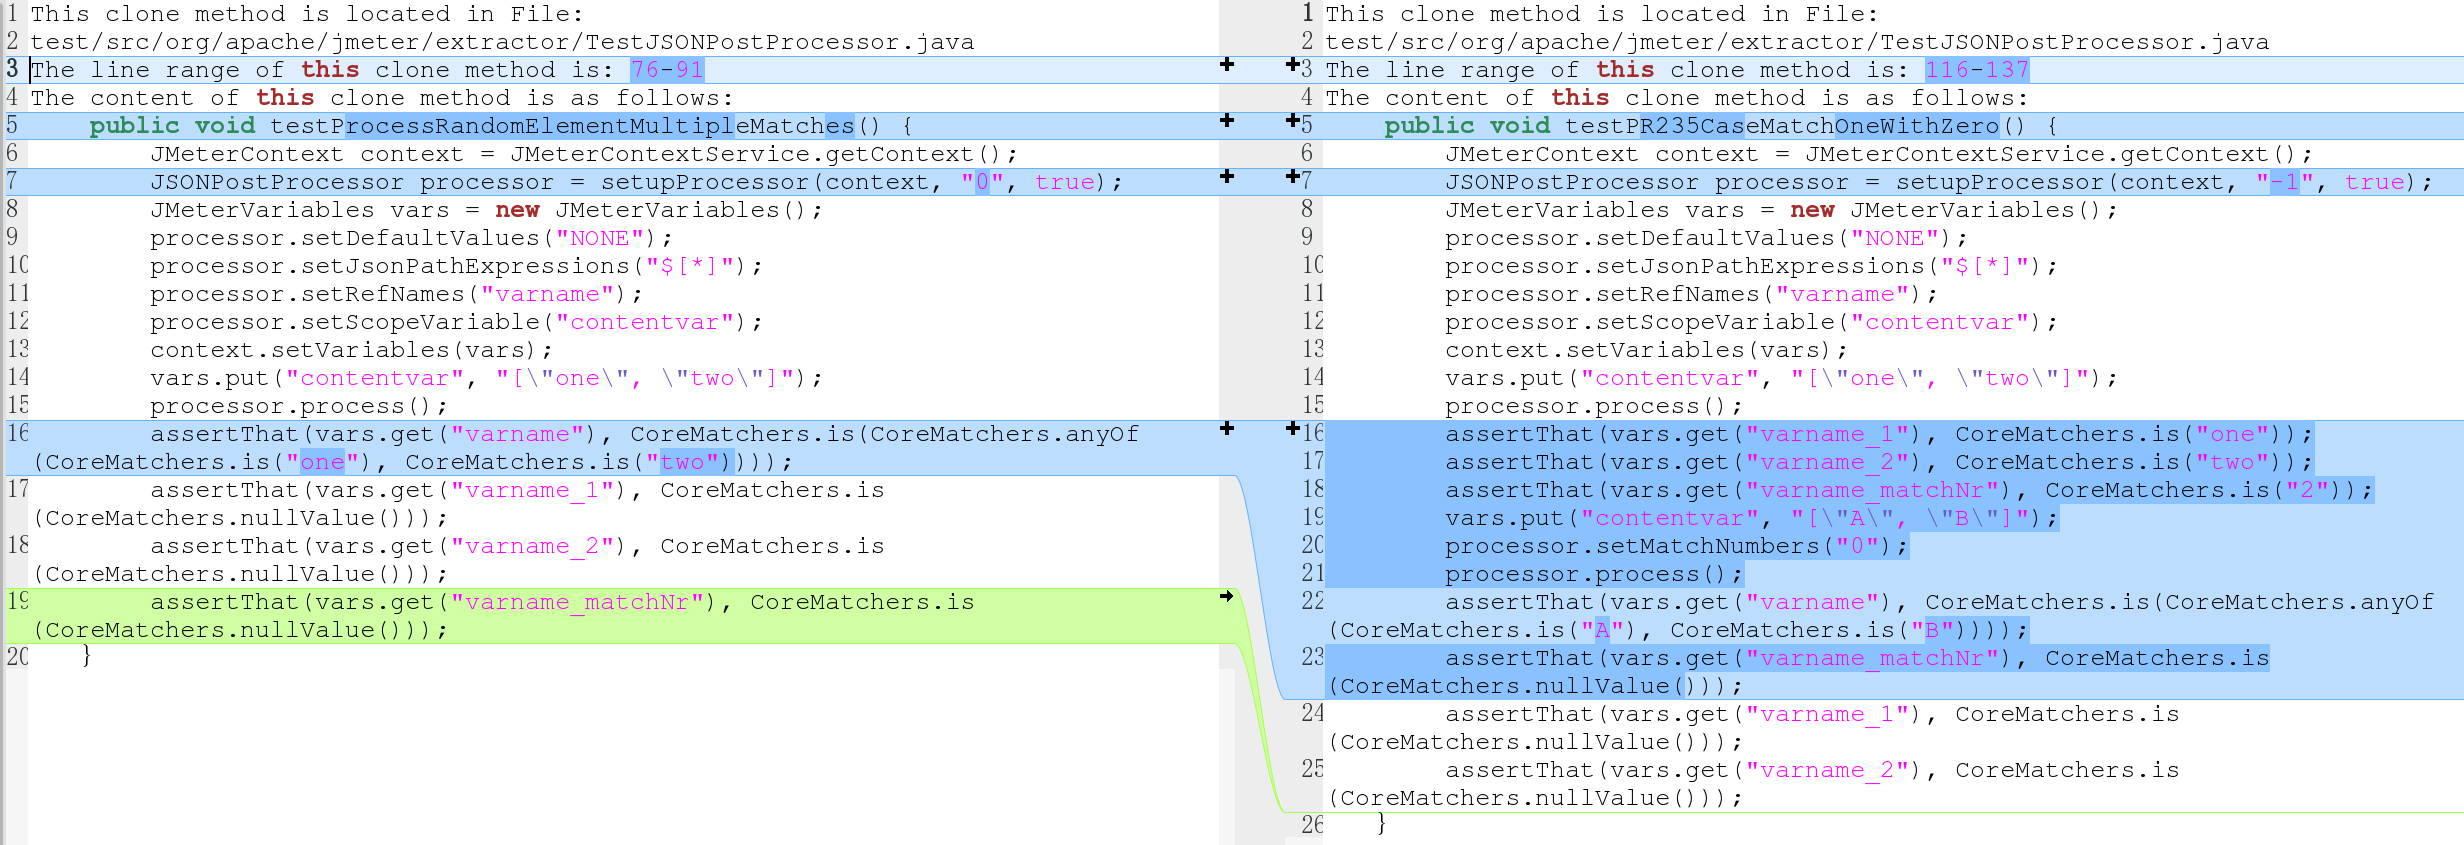 1 This clone method is located in File:
2 test/src/org/apache/jmeter/extractor/TestJSONPostProcessor.java
3 The line range of this clone method is: 76-91
4 The content of this clone method is as follows:
5     public void testProcessRandomElementMultipleMatches() {
6         JMeterContext context = JMeterContextService.getContext();
7         JSONPostProcessor processor = setupProcessor(context, "0", true);
8         JMeterVariables vars = new JMeterVariables();
9         processor.setDefaultValues("NONE");
10         processor.setJsonPathExpressions("$[*]");
11         processor.setRefNames("varname");
12         processor.setScopeVariable("contentvar");
13         context.setVariables(vars);
14         vars.put("contentvar", "[\"one\", \"two\"]");
15         processor.process();
16         assertThat(vars.get("varname"), CoreMatchers.is(CoreMatchers.anyOf
(CoreMatchers.is("one"), CoreMatchers.is("two"))));
17         assertThat(vars.get("varname_1"), CoreMatchers.is
(CoreMatchers.nullValue()));
18         assertThat(vars.get("varname_2"), CoreMatchers.is
(CoreMatchers.nullValue()));
19         assertThat(vars.get("varname_matchNr"), CoreMatchers.is
(CoreMatchers.nullValue()));
20     }
1 This clone method is located in File:
2 test/src/org/apache/jmeter/extractor/TestJSONPostProcessor.java
3 The line range of this clone method is: 116-137
4 The content of this clone method is as follows:
5     public void testPR235CaseMatchOneWithZero() {
6         JMeterContext context = JMeterContextService.getContext();
7         JSONPostProcessor processor = setupProcessor(context, "-1", true);
8         JMeterVariables vars = new JMeterVariables();
9         processor.setDefaultValues("NONE");
10         processor.setJsonPathExpressions("$[*]");
11         processor.setRefNames("varname");
12         processor.setScopeVariable("contentvar");
13         context.setVariables(vars);
14         vars.put("contentvar", "[\"one\", \"two\"]");
15         processor.process();
16         assertThat(vars.get("varname_1"), CoreMatchers.is("one"));
17         assertThat(vars.get("varname_2"), CoreMatchers.is("two"));
18         assertThat(vars.get("varname_matchNr"), CoreMatchers.is("2"));
19         vars.put("contentvar", "[\"A\", \"B\"]");
20         processor.setMatchNumbers("0");
21         processor.process();
22         assertThat(vars.get("varname"), CoreMatchers.is(CoreMatchers.anyOf
(CoreMatchers.is("A"), CoreMatchers.is("B"))));
23         assertThat(vars.get("varname_matchNr"), CoreMatchers.is
(CoreMatchers.nullValue()));
24         assertThat(vars.get("varname_1"), CoreMatchers.is
(CoreMatchers.nullValue()));
25         assertThat(vars.get("varname_2"), CoreMatchers.is
(CoreMatchers.nullValue()));
26     }